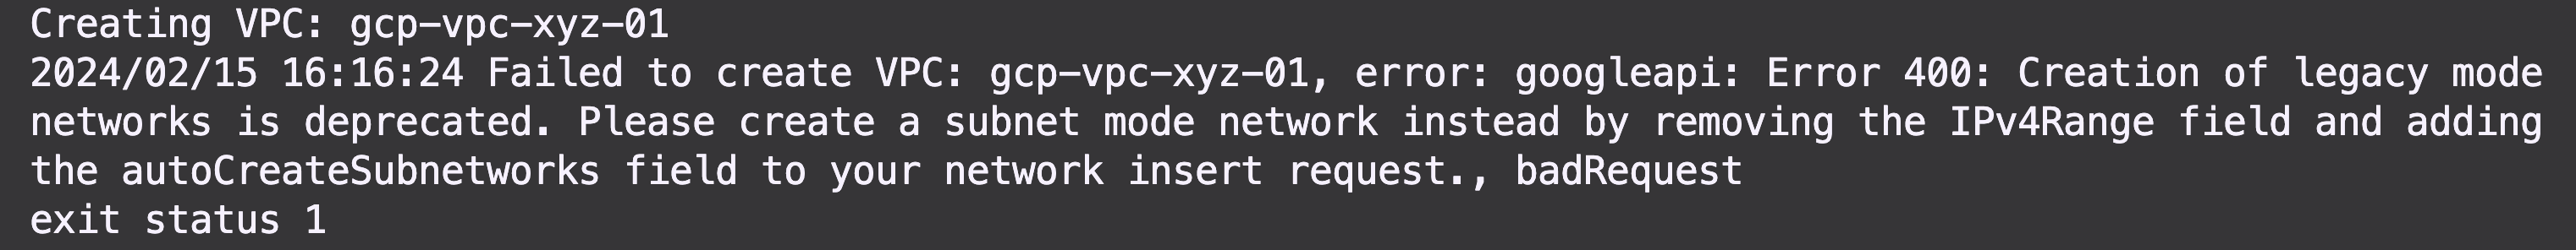 Creating VPC: gcp-vpc-xyz-01
2024/02/15 16:16:24 Failed to create VPC: gcp-vpc-xyz-01, error: googleapi: Error 400: Creation of legacy mode
networks is deprecated. Please create a subnet mode network instead by removing the IPv4Range field and adding
the autoCreateSubnetworks field to your network insert request., badRequest
exit status 1